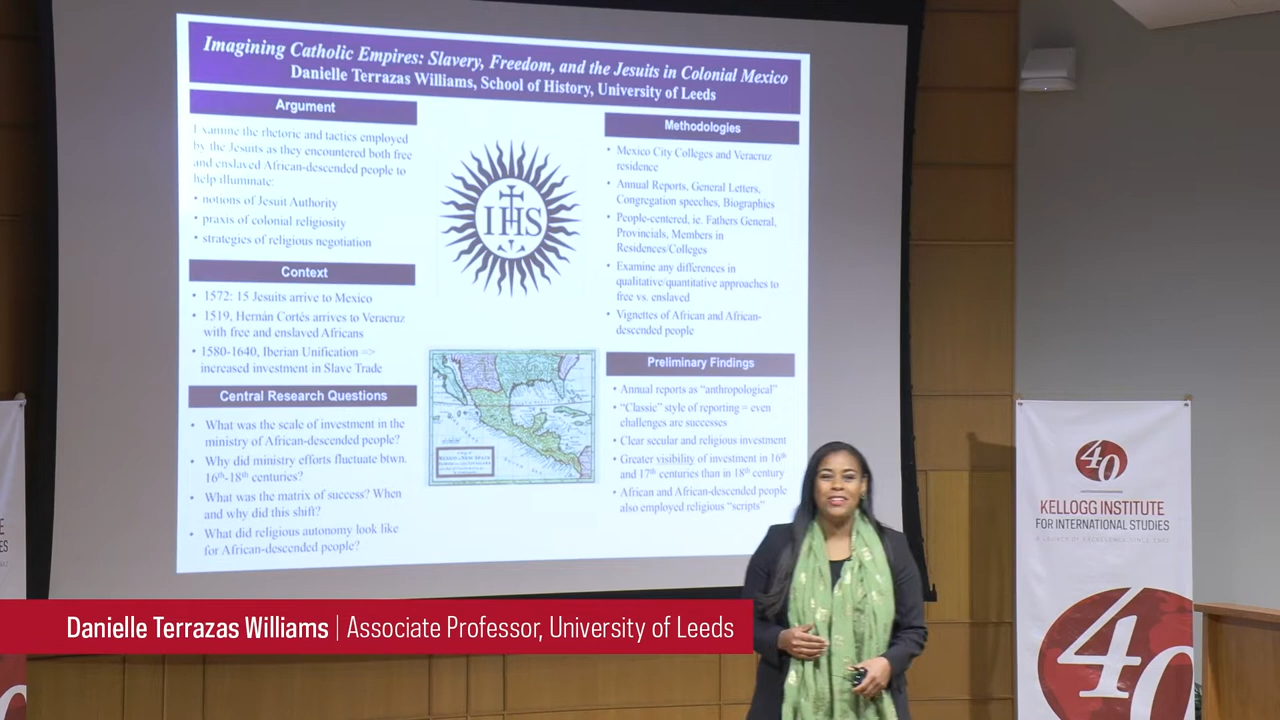 Imagining Catholic Empires: Slavery, Freedom, and the Jesuits in Colonial Mexico
Danielle Terrazas Williams, School of History, University of Leeds
Argument
Examine the rhetoric and tactics employed
by the Jesuits as they encountered both free
and enslaved African-descended people to
help illuminate:
• notions of Jesuit Authority
• praxis of colonial religiosity
• strategies of religious negotiation
Context
• 1572: 15 Jesuits arrive to Mexico
• 1519, Hernán Cortés arrives to Veracruz
with free and enslaved Africans
• 1580-1640, Iberian Unification =>
increased investment in Slave Trade
Central Research Questions
• What was the scale of investment in the
ministry of African-descended people?
• Why did ministry efforts fluctuate btwn.
16th-18th centuries?
• What was the matrix of success? When
and why did this shift?
• What did religious autonomy look like
for African-descended people?
IHS
Methodologies
• Mexico City Colleges and Veracruz
residence
• Annual Reports, General Letters,
Congregation speeches, Biographies
• People-centered, ie. Fathers General,
Provincials, Members in
Residences/Colleges
• Examine any differences in
qualitative/quantitative approaches to
free vs. enslaved
• Vignettes of African and African-
descended people
Preliminary Findings
• Annual reports as “anthropological”
• “Classic” style of reporting = even
challenges are successes
• Clear secular and religious investment
• Greater visibility of investment in 16th
and 17th centuries than in 18th century
• African and African-descended people
also employed religious “scripts”
40
KELLOGG INSTITUTE
FOR INTERNATIONAL STUDIES
A LEGACY OF EXCELLENCE SINCE 1982
40
Danielle Terrazas Williams | Associate Professor, University of Leeds